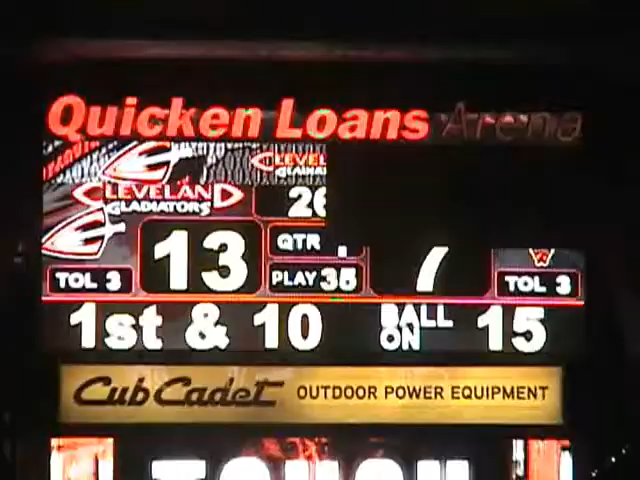 Quicken Loans Arena
CLEVELAND
GLADIATORS
13
QTR
7
TOL 3
PLAY 35
TOL 3
1st & 10
BALL ON 15
Cub Cadet OUTDOOR POWER EQUIPMENT